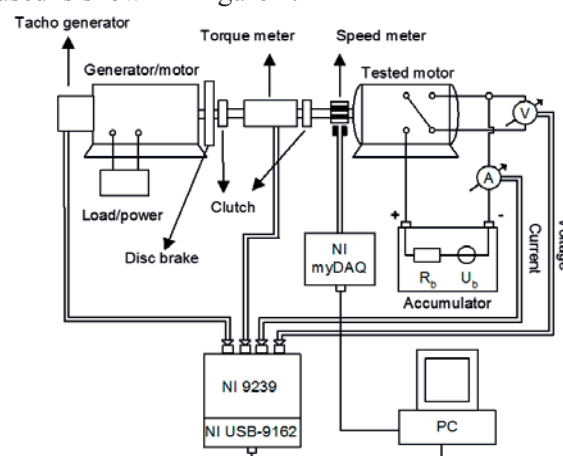 Tacho generator
Torque meter
Speed meter
Generator/motor
Tested motor
V
A
Load/power
Clutch
Disc brake
+
-
NI
myDAQ
R_b
U_b
Accumulator
Current
NI 9239
NI USB-9162
PC